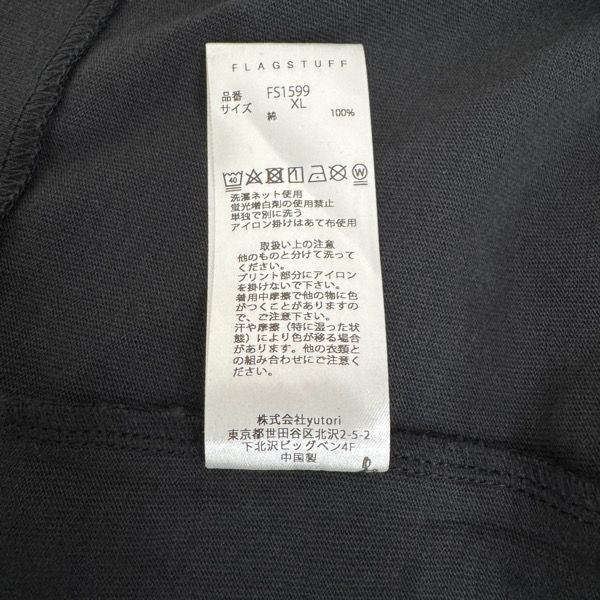 FLAGSTUFF
品番 FS1599
サイズ XL
綿 100%
40 W
洗濯ネット使用
蛍光増白剤の使用禁止
単独で別に洗う
アイロン掛けはあて布使用
取扱い上の注意
他のものと分けて洗って
ください。
プリント部分にアイロン
を掛けないで下さい。
着用中摩擦で他の物に色
がつくことがありますの
で、ご注意下さい。
汗や摩擦（特に湿った状
態）により色が移る場合
があります。他の衣類と
の組み合わせにご注意く
ださい。
株式会社yutori
東京都世田谷区北沢2-5-2
下北沢ビッグベン4F
中国製